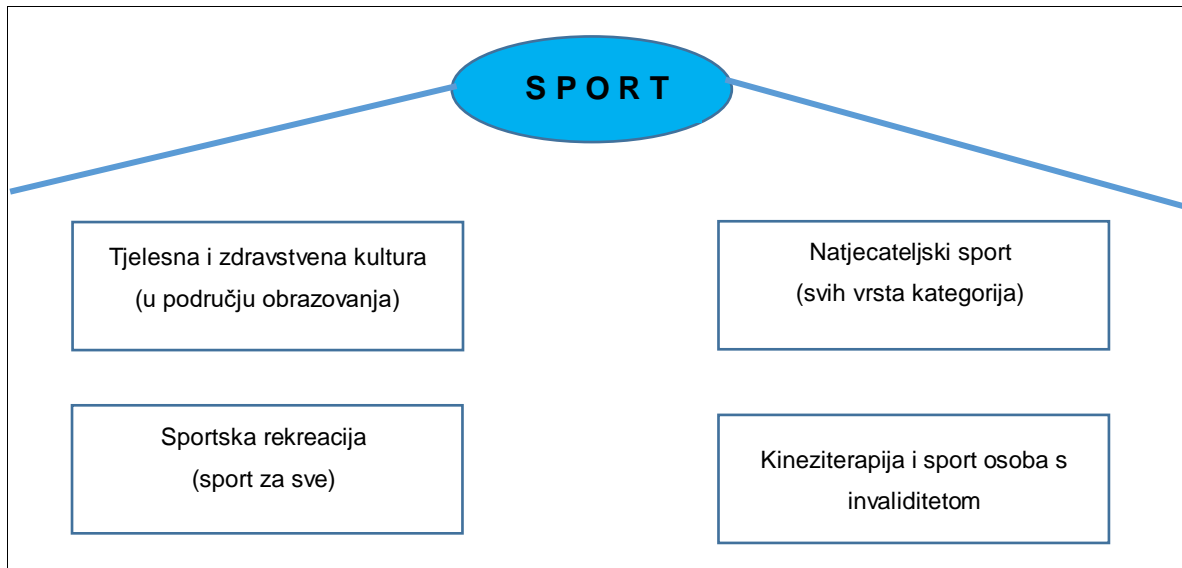 S P O R T
Tjelesna i zdravstvena kultura
(u području obrazovanja)
Natjecateljski sport
(svih vrsta kategorija)
Sportska rekreacija
(sport za sve)
Kineziterapija i sport osoba s
invaliditetom